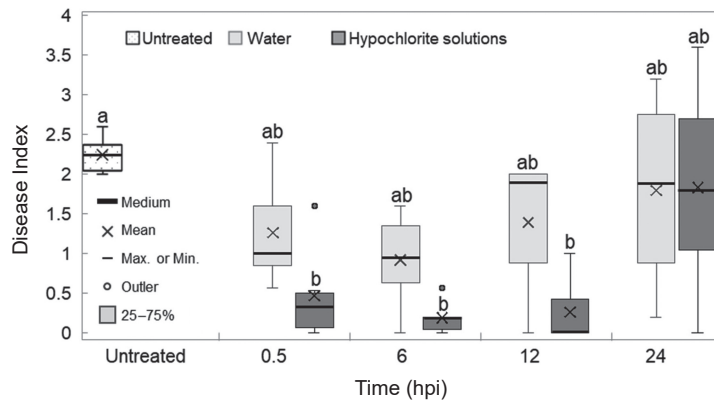 4
3.5
3
2.5
2
1.5
1
0.5
0
Disease Index
Untreated
Water
Hypochlorite solutions
a
ab
b
ab
b
ab
b
ab
ab
Medium
Mean
Max. or Min.
Outler
25–75%
Untreated
0.5
6
12
24
Time (hpi)